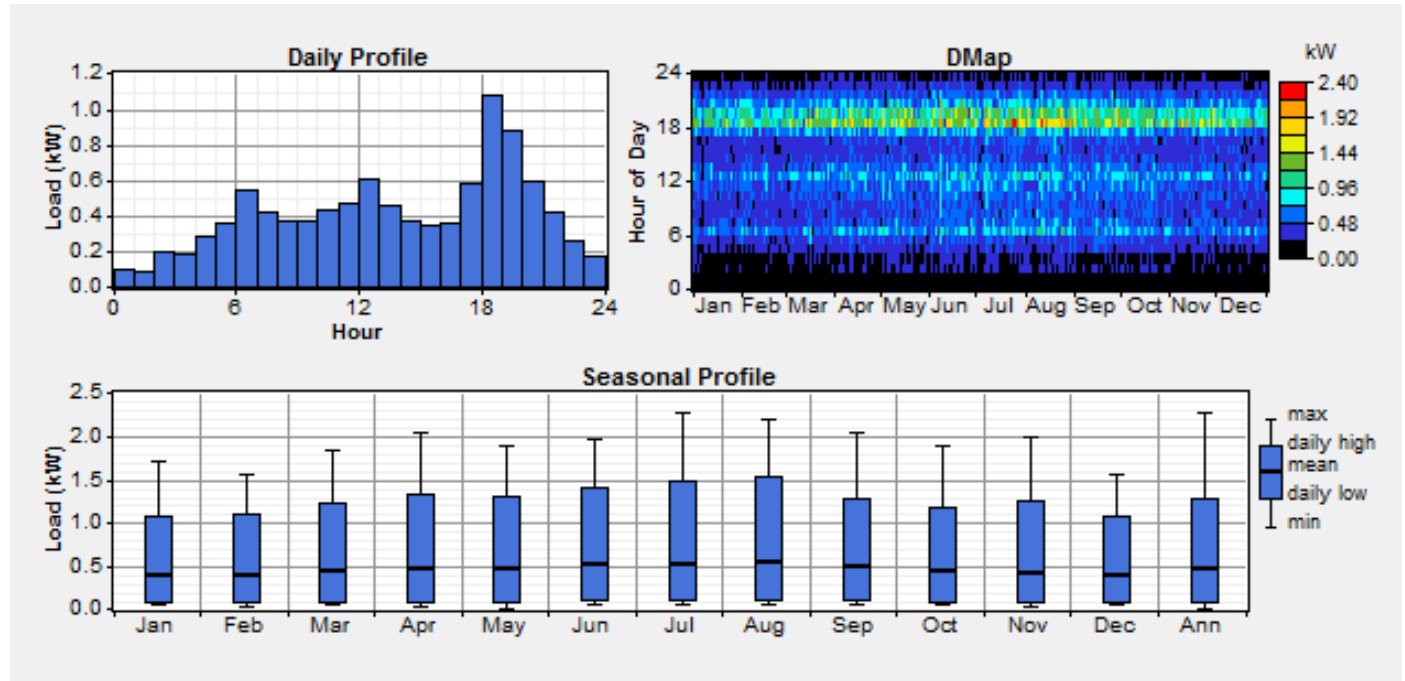 Daily Profile
1.2
1.0
0.8
0.6
0.4
0.2
0.0
Load (kW)
0 6 12 18 24
Hour
DMap
24
18
12
6
0
Hour of Day
Jan Feb Mar Apr May Jun Jul Aug Sep Oct Nov Dec
kW
2.40
1.92
1.44
0.96
0.48
0.00
Seasonal Profile
2.5
2.0
1.5
1.0
0.5
0.0
Load (kW)
Jan Feb Mar Apr May Jun Jul Aug Sep Oct Nov Dec Ann
max
daily high
mean
daily low
min